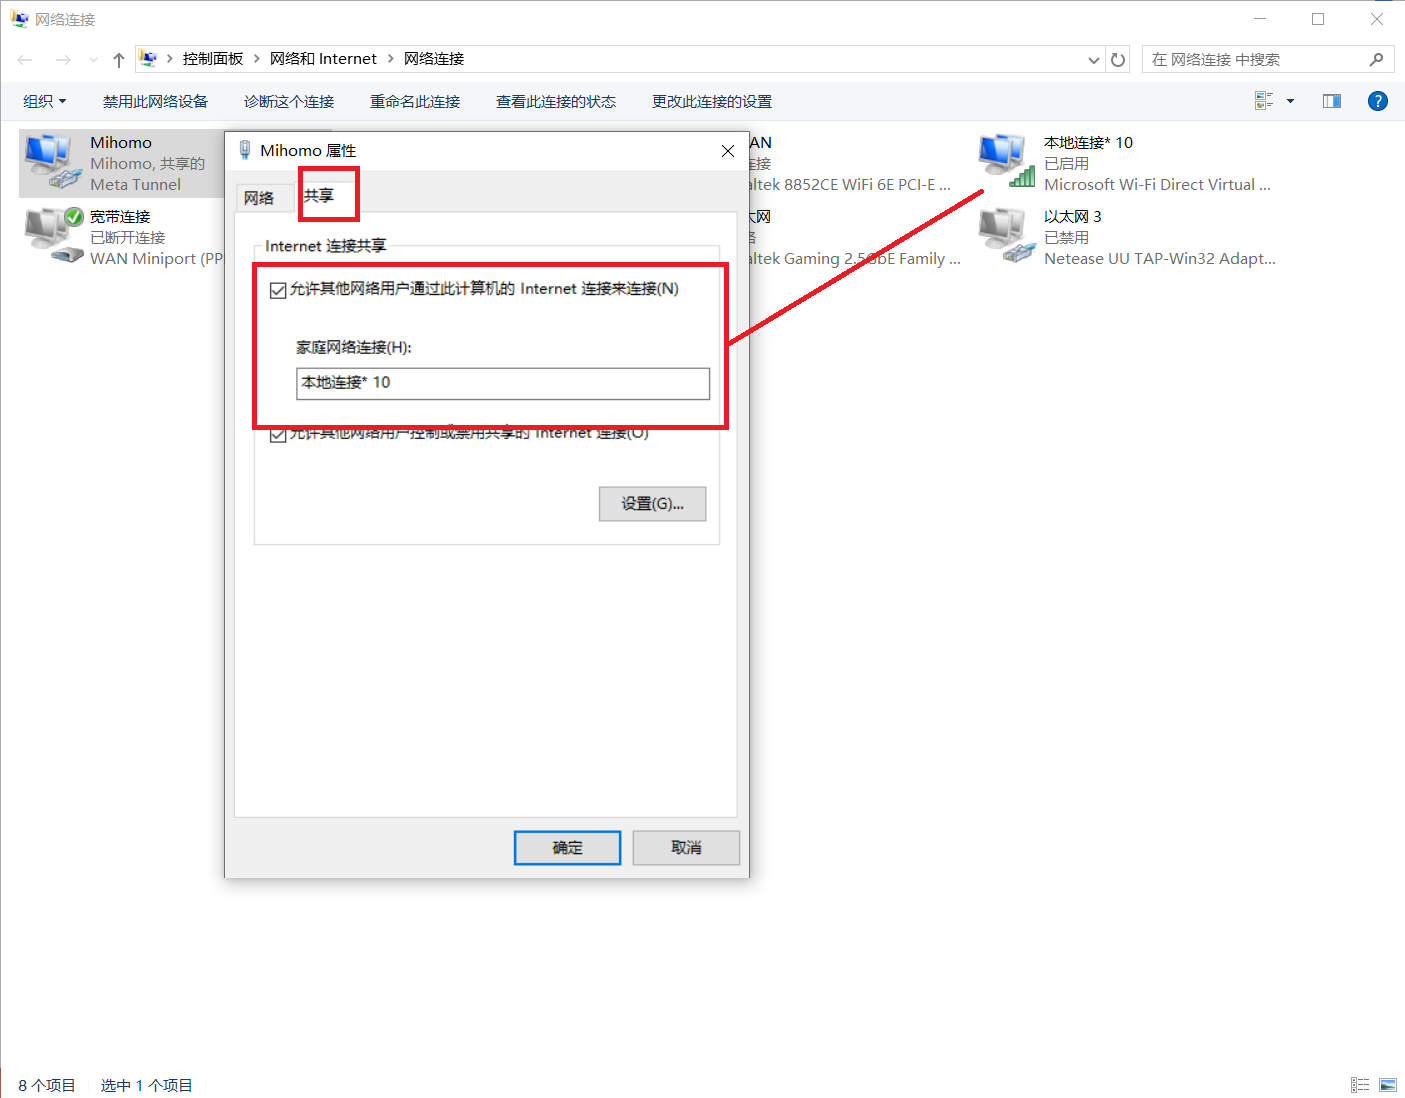 网络连接
控制面板 > 网络和 Internet > 网络连接
在 网络连接 中搜索
组织 禁用此网络设备 诊断这个连接 重命名此连接 查看此连接的状态 更改此连接的设置
Mihomo
Mihomo, 共享的
Meta Tunnel
宽带连接
已断开连接
WAN Miniport (PP
Mihomo 属性
网络 共享
Internet 连接共享
允许其他网络用户通过此计算机的 Internet 连接来连接(N)
家庭网络连接(H):
本地连接* 10
允许其他网络用户控制或禁用共享的 Internet 连接(O)
设置(G)...
确定 取消
AN
连接
altek 8852CE WiFi 6E PCI-E ...
太网
络
altek Gaming 2.5GbE Family ...
本地连接* 10
已启用
Microsoft Wi-Fi Direct Virtual ...
以太网 3
已禁用
Netease UU TAP-Win32 Adapt...
8 个项目 选中 1 个项目